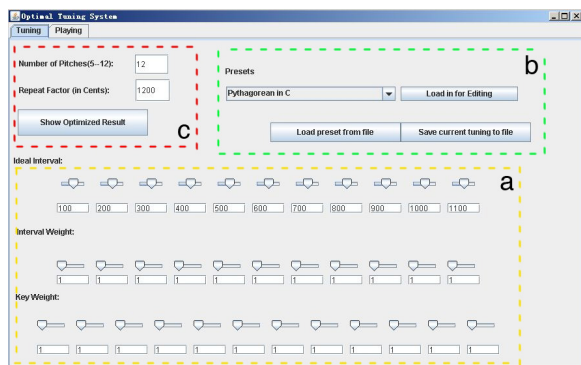 Optimal Tuning System
Tuning Playing
Number of Pitches(5--12): 12
Repeat Factor (in Cents): 1200
Show Optimized Result
c
Presets
b
Pythagorean in C Load in for Editing
Load preset from file Save current tuning to file
Ideal Interval:
a
100 200 300 400 500 600 700 800 900 1000 1100
Interval Weight:
1 1 1 1 1 1 1 1 1 1 1
Key Weight:
1 1 1 1 1 1 1 1 1 1 1 1